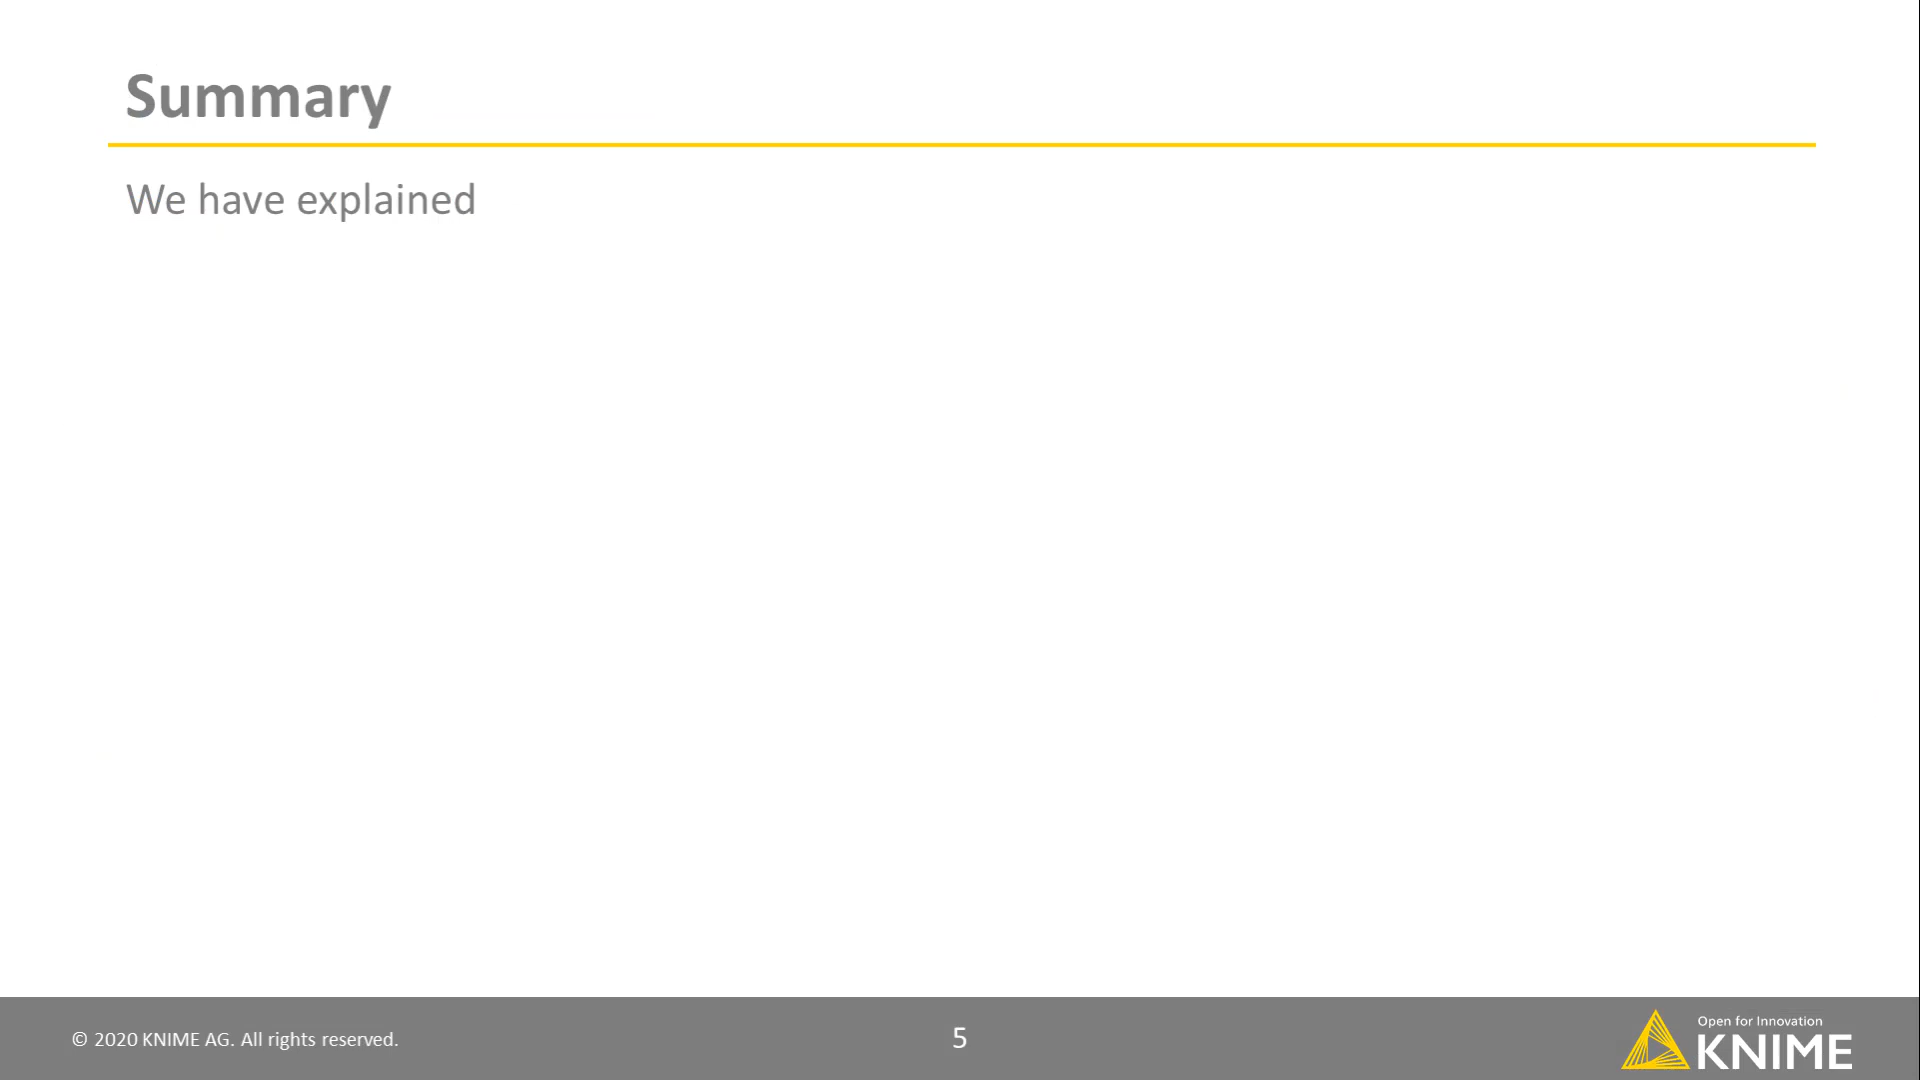 Summary
We have explained
© 2020 KNIME AG. All rights reserved.
5
Open for Innovation
KNIME